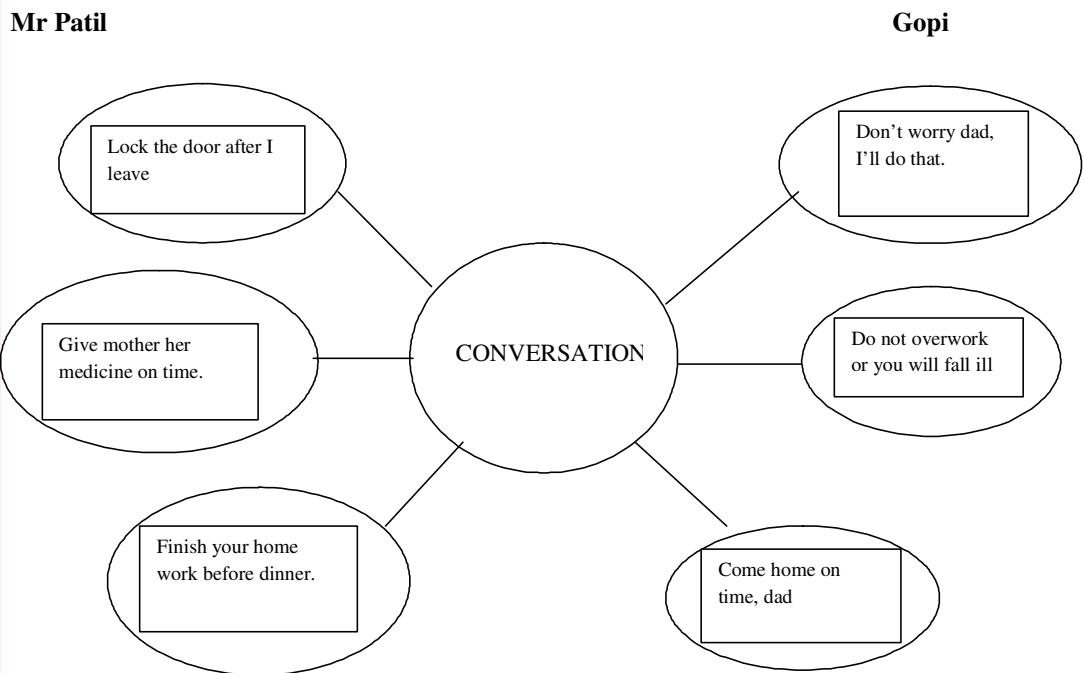 Mr Patil
Gopi
Lock the door after I
leave
Don't worry dad,
I'll do that.
Give mother her
medicine on time.
CONVERSATION
Do not overwork
or you will fall ill
Finish your home
work before dinner.
Come home on
time, dad